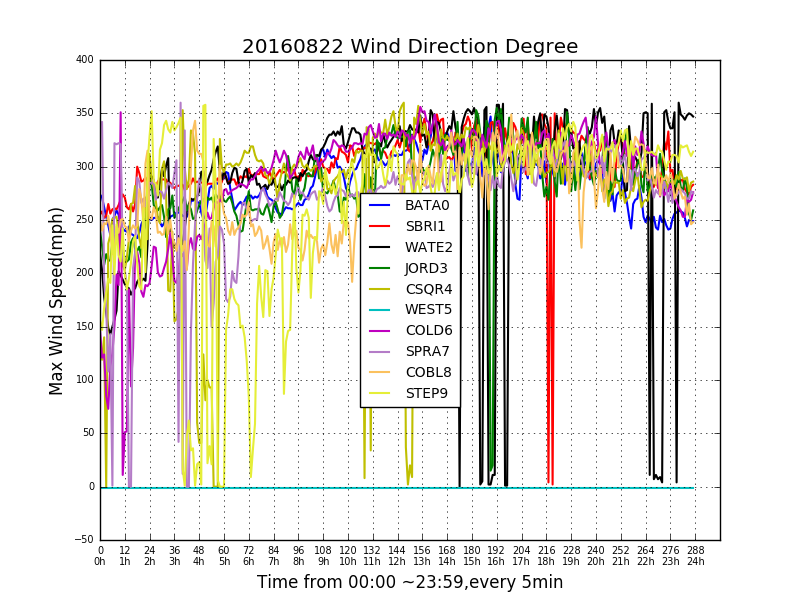 20160822 Wind Direction Degree
400
350
300
250
200
150
100
50
0
−50
Max Wind Speed(mph)
BATA0
SBRI1
WATE2
JORD3
CSQR4
WEST5
COLD6
SPRA7
COBL8
STEP9
0 12 24 36 48 60 72 84 96 108 120 132 144 156 168 180 192 204 216 228 240 252 264 276 288
0h 1h 2h 3h 4h 5h 6h 7h 8h 9h 10h 11h 12h 13h 14h 15h 16h 17h 18h 19h 20h 21h 22h 23h 24h
Time from 00:00 ~23:59,every 5min